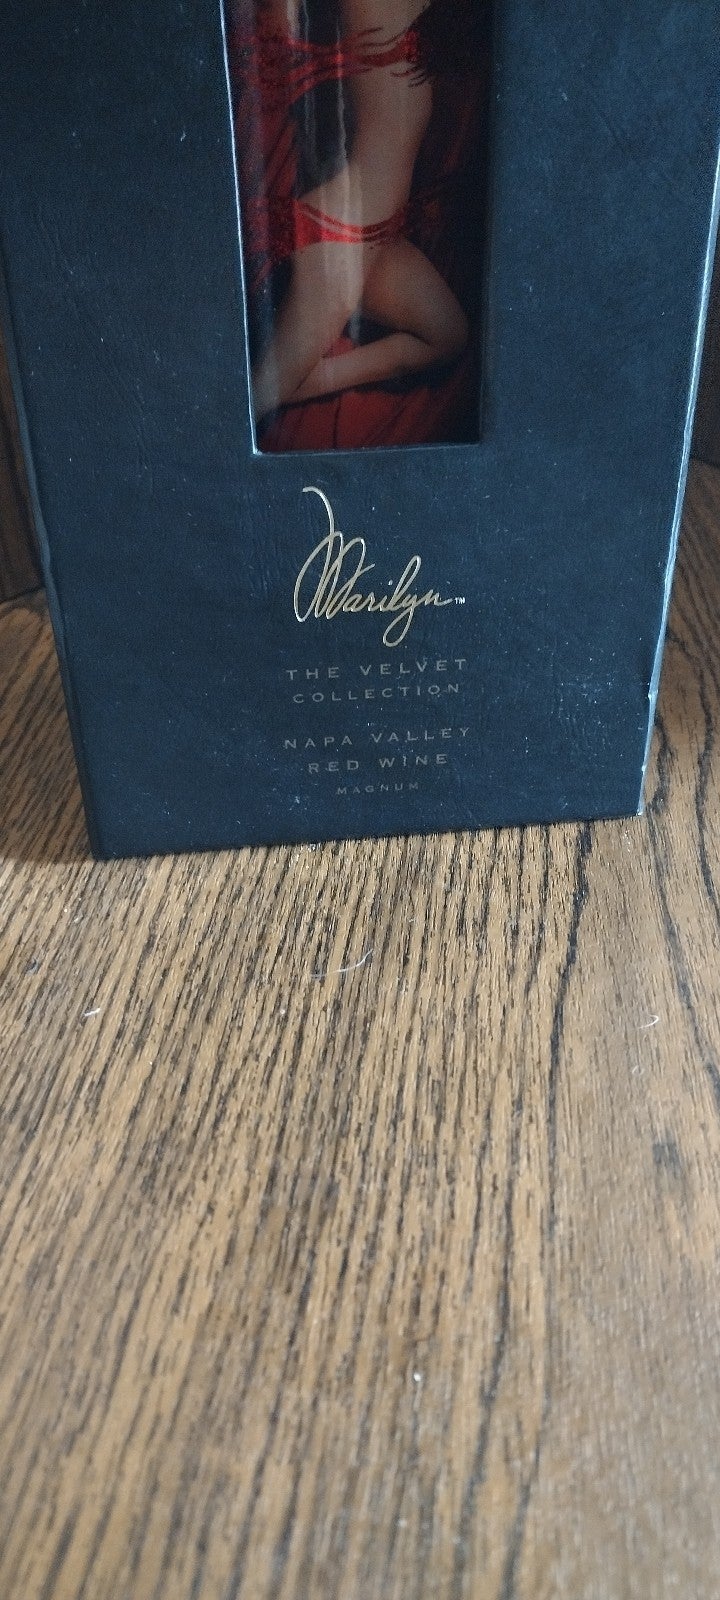 Marilyn™
THE VELVET
COLLECTION
NAPA VALLEY
RED WINE
MAGNUM